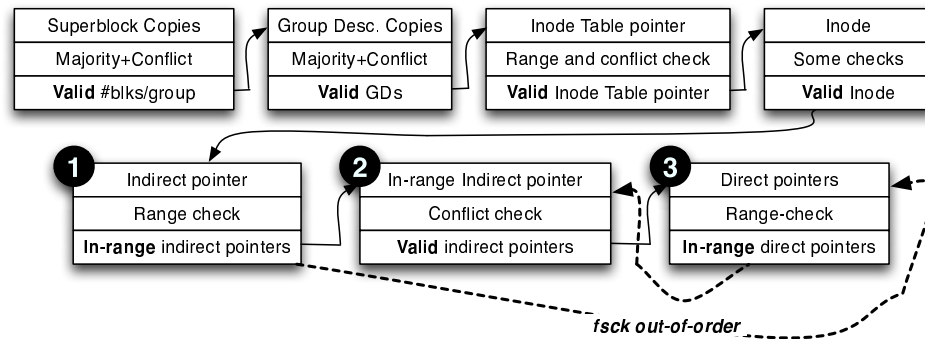 Superblock Copies
Majority+Conflict
Valid #blks/group
Group Desc. Copies
Majority+Conflict
Valid GDs
Inode Table pointer
Range and conflict check
Valid Inode Table pointer
Inode
Some checks
Valid Inode
1
Indirect pointer
Range check
In-range indirect pointers
2
In-range Indirect pointer
Conflict check
Valid indirect pointers
3
Direct pointers
Range-check
In-range direct pointers
fsck out-of-order